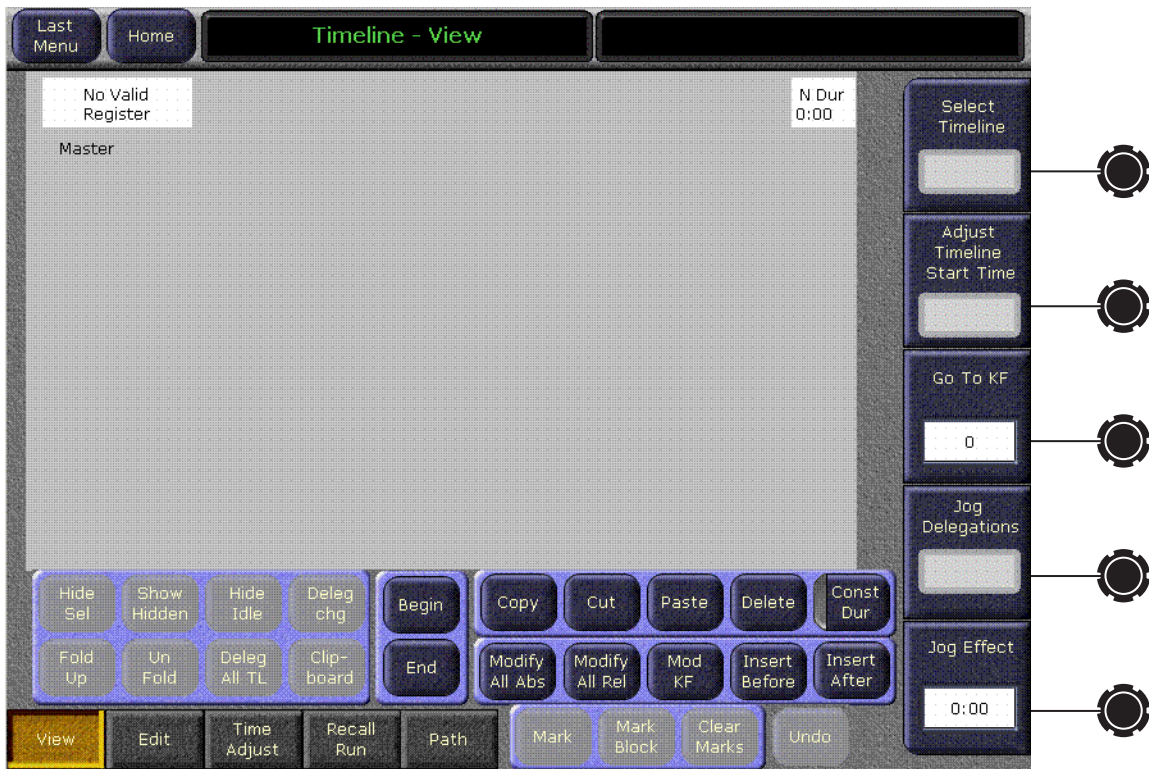 Last
Menu
Home
Timeline - View
No Valid
Register
N Dur
0:00
Master
Select
Timeline
Adjust
Timeline
Start Time
Go To KF
0
Jog
Delegations
Jog Effect
0:00
Hide
Sel
Show
Hidden
Hide
Idle
Deleg
chg
Fold
Up
Un
Fold
Deleg
All TL
Clip-
board
Begin
End
Copy
Cut
Paste
Delete
Const
Dur
Modify
All Abs
Modify
All Rel
Mod
KF
Insert
Before
Insert
After
View
Edit
Time
Adjust
Recall
Run
Path
Mark
Mark
Block
Clear
Marks
Undo